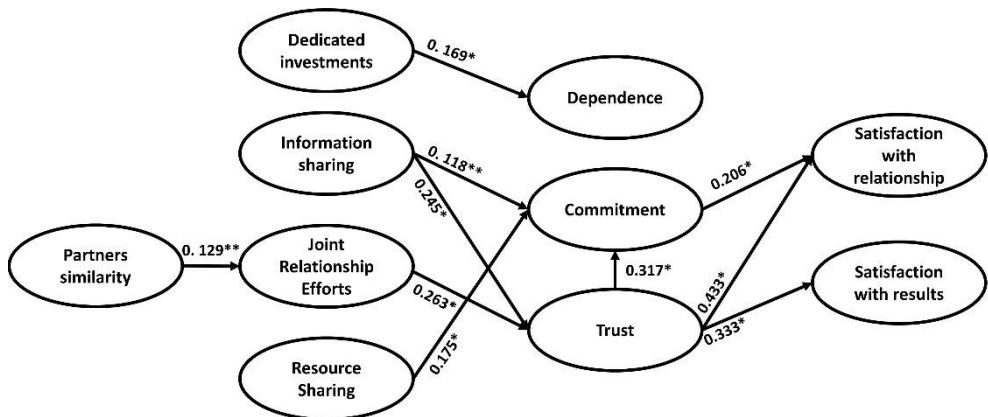 Dedicated
investments
0. 169*
Dependence
Information
sharing
0. 118**
0.245*
Commitment
0.206*
Satisfaction
with
relationship
Partners
similarity
0. 129**
Joint
Relationship
Efforts
0.263*
0.317*
Trust
0.433*
0.333*
Satisfaction
with results
Resource
Sharing
0.175*